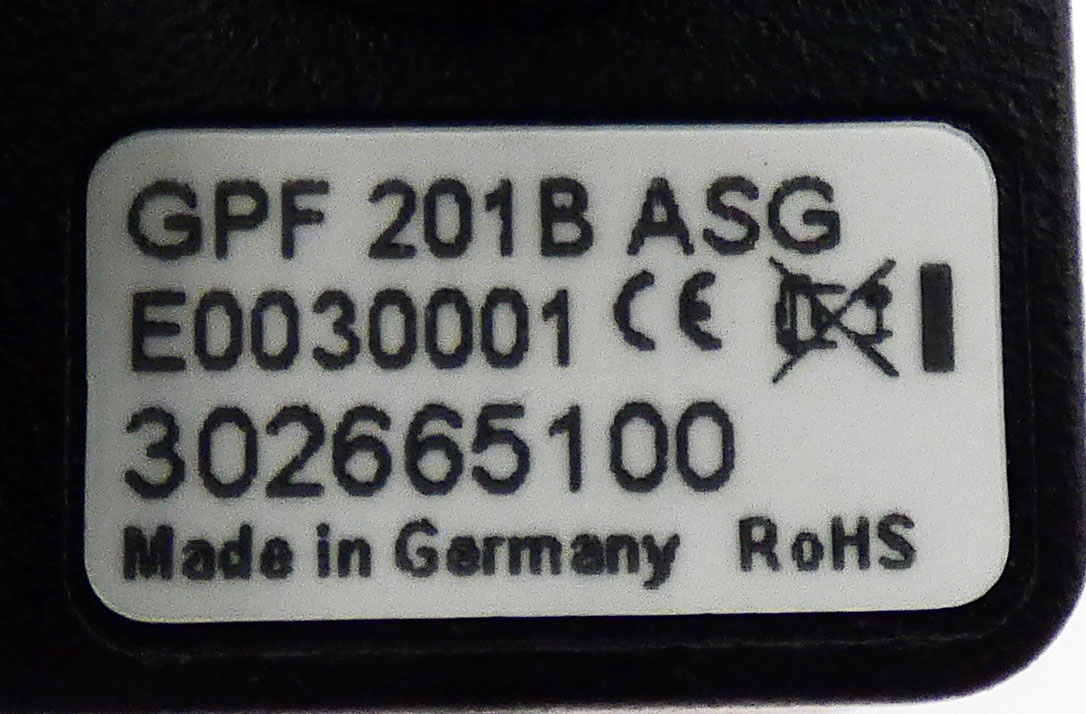 GPF 201B ASG
E0030001 CE
302665100
Made in Germany RoHS